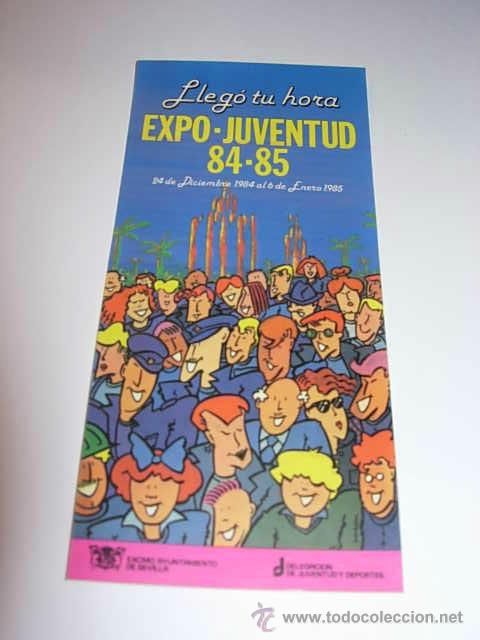 Llegó tu hora
EXPO-JUVENTUD
84-85
24 de Diciembre 1984 al 6 de Enero 1985
EXCMO AYUNTAMIENTO
DE SEVILLA
DELEGACION
DE JUVENTUD Y DEPORTES
www.todocoleccion.net